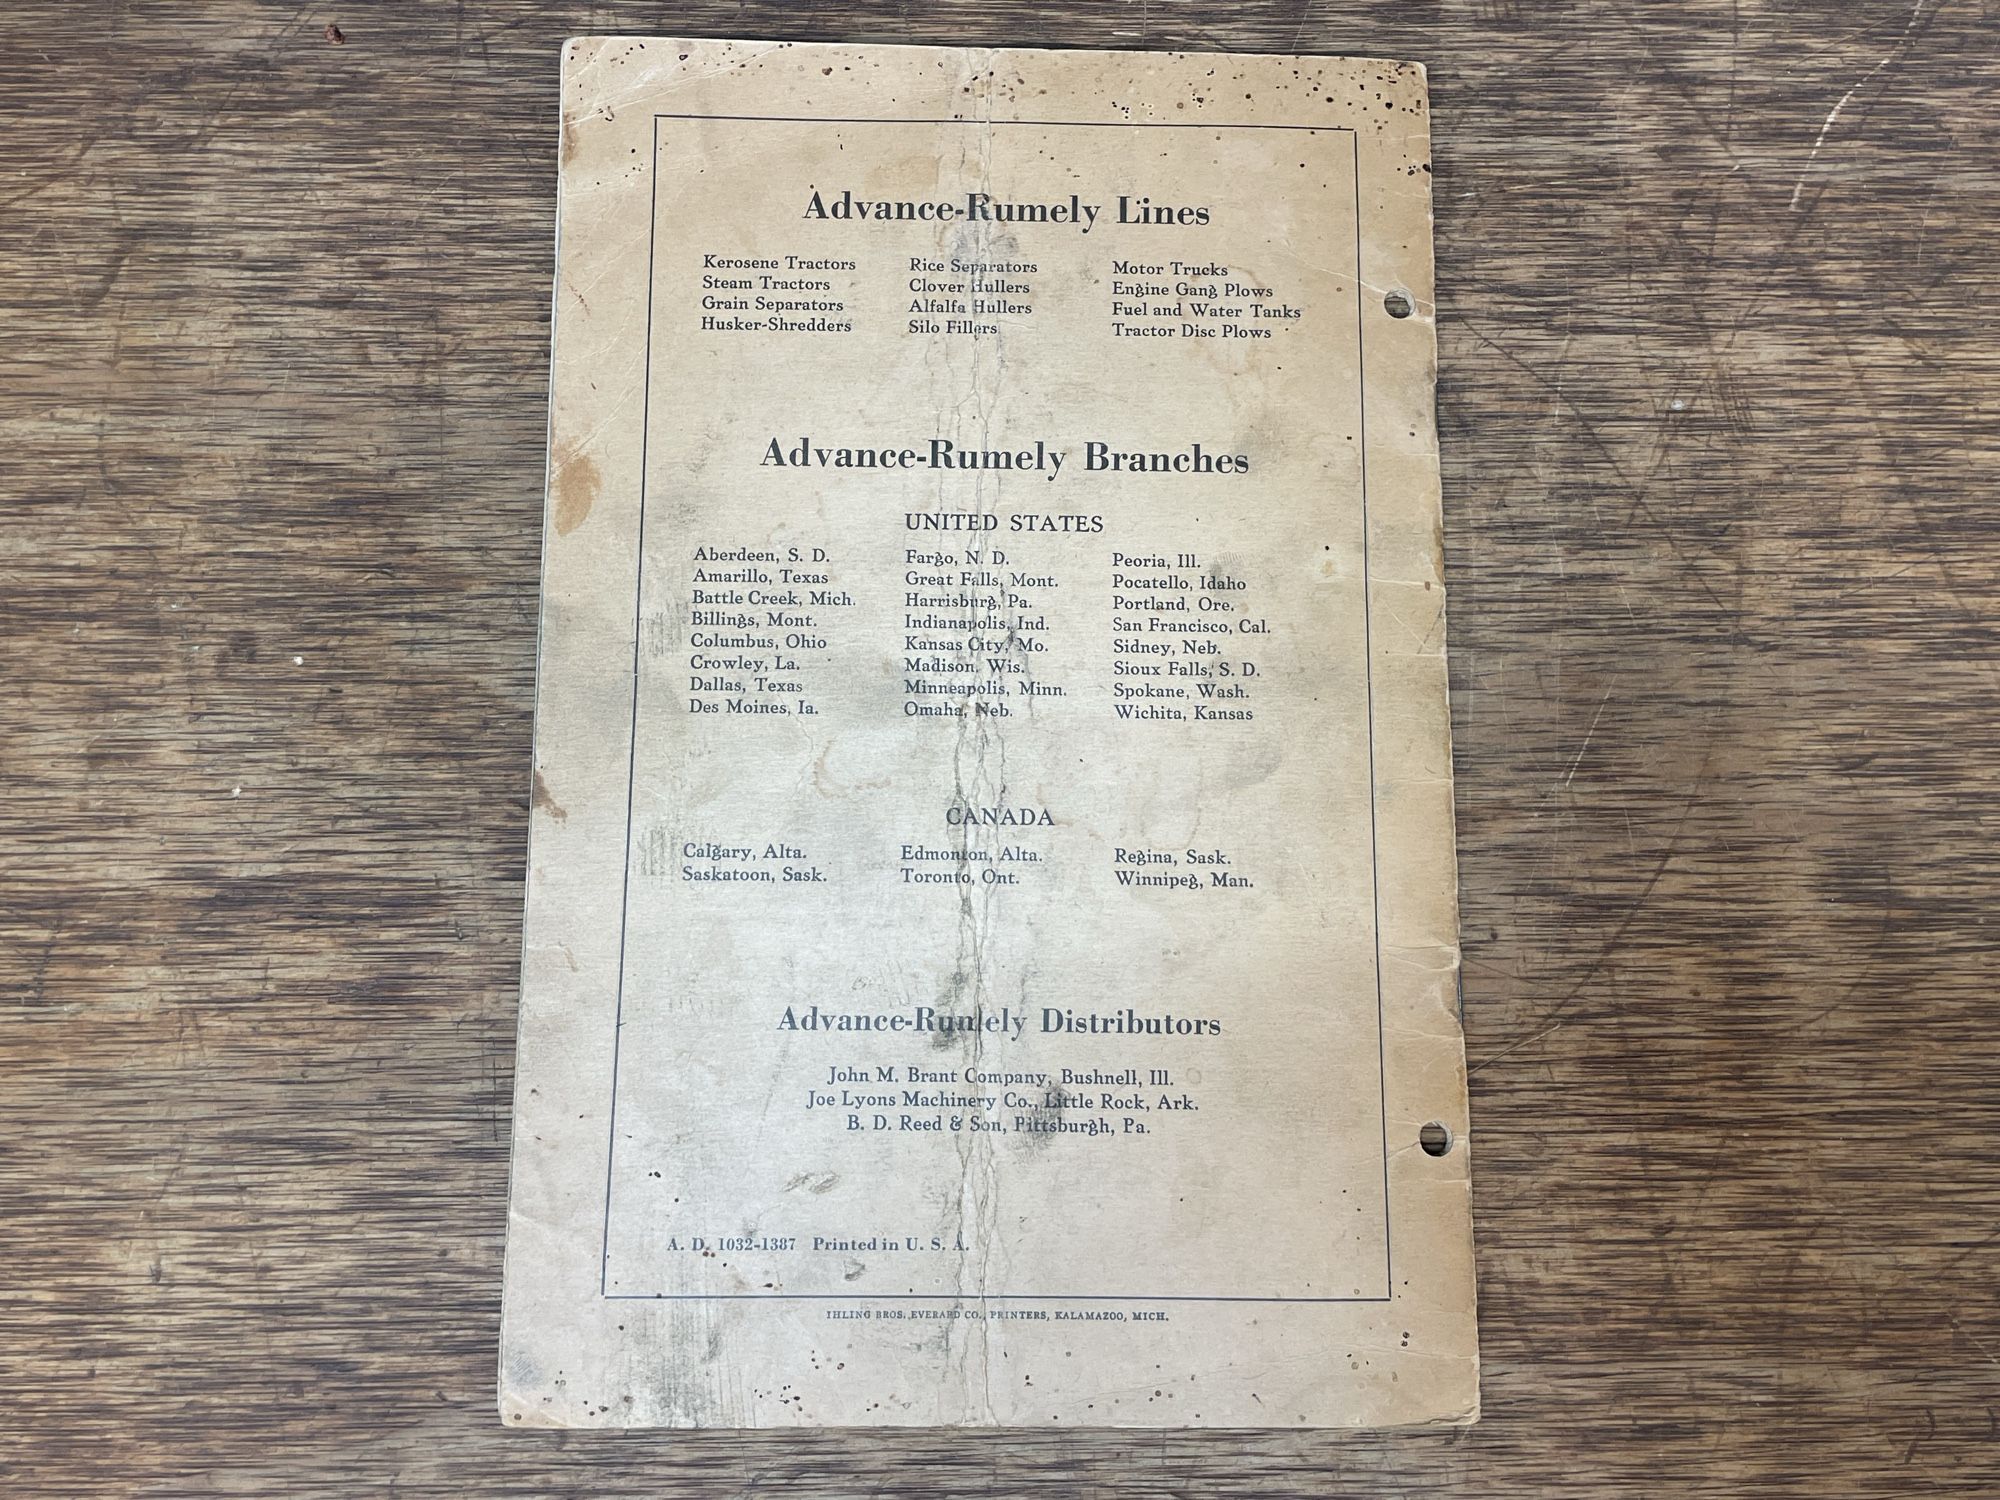 Advance-Rumely Lines
Kerosene Tractors
Steam Tractors
Grain Separators
Husker-Shredders
Rice Separators
Clover Hullers
Alfalfa Hullers
Silo Fillers
Motor Trucks
Engine Gang Plows
Fuel and Water Tanks
Tractor Disc Plows
Advance-Rumely Branches
UNITED STATES
Aberdeen, S. D.
Amarillo, Texas
Battle Creek, Mich.
Billings, Mont.
Columbus, Ohio
Crowley, La.
Dallas, Texas
Des Moines, Ia.
Fargo, N. D.
Great Falls, Mont.
Harrisburg, Pa.
Indianapolis, Ind.
Kansas City, Mo.
Madison, Wis.
Minneapolis, Minn.
Omaha, Neb.
Peoria, Ill.
Pocatello, Idaho
Portland, Ore.
San Francisco, Cal.
Sidney, Neb.
Sioux Falls, S. D.
Spokane, Wash.
Wichita, Kansas
CANADA
Calgary, Alta.
Saskatoon, Sask.
Edmonton, Alta.
Toronto, Ont.
Regina, Sask.
Winnipeg, Man.
Advance-Rumely Distributors
John M. Brant Company, Bushnell, Ill.
Joe Lyons Machinery Co., Little Rock, Ark.
B. D. Reed & Son, Pittsburgh, Pa.
A. D. 1032-1387 Printed in U. S. A.
IHLING BROS. EVERARD CO., PRINTERS, KALAMAZOO, MICH.